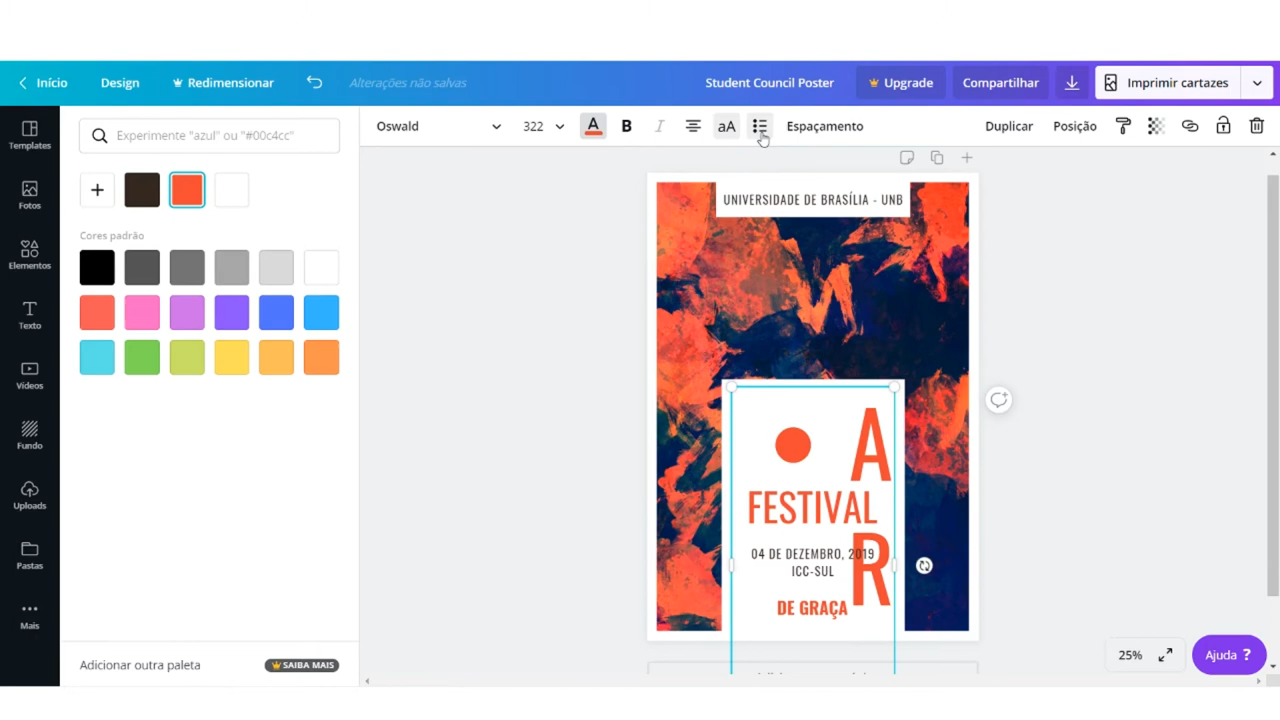 Início
Design
Redimensionar
Alterações não salvas
Student Council Poster
Upgrade
Compartilhar
Imprimir cartazes
Templates
Fotos
Elementos
Texto
Vídeos
Fundo
Uploads
Pastas
Mais
Experimente "azul" ou "#00c4cc"
Cores padrão
Adicionar outra paleta
SAIBA MAIS
Oswald
322
A
B
I
aA
Espaçamento
Duplicar
Posição
UNIVERSIDADE DE BRASÍLIA - UNB
A
FESTIVAL
R
04 DE DEZEMBRO, 2019
ICC-SUL
DE GRAÇA
25%
Ajuda ?